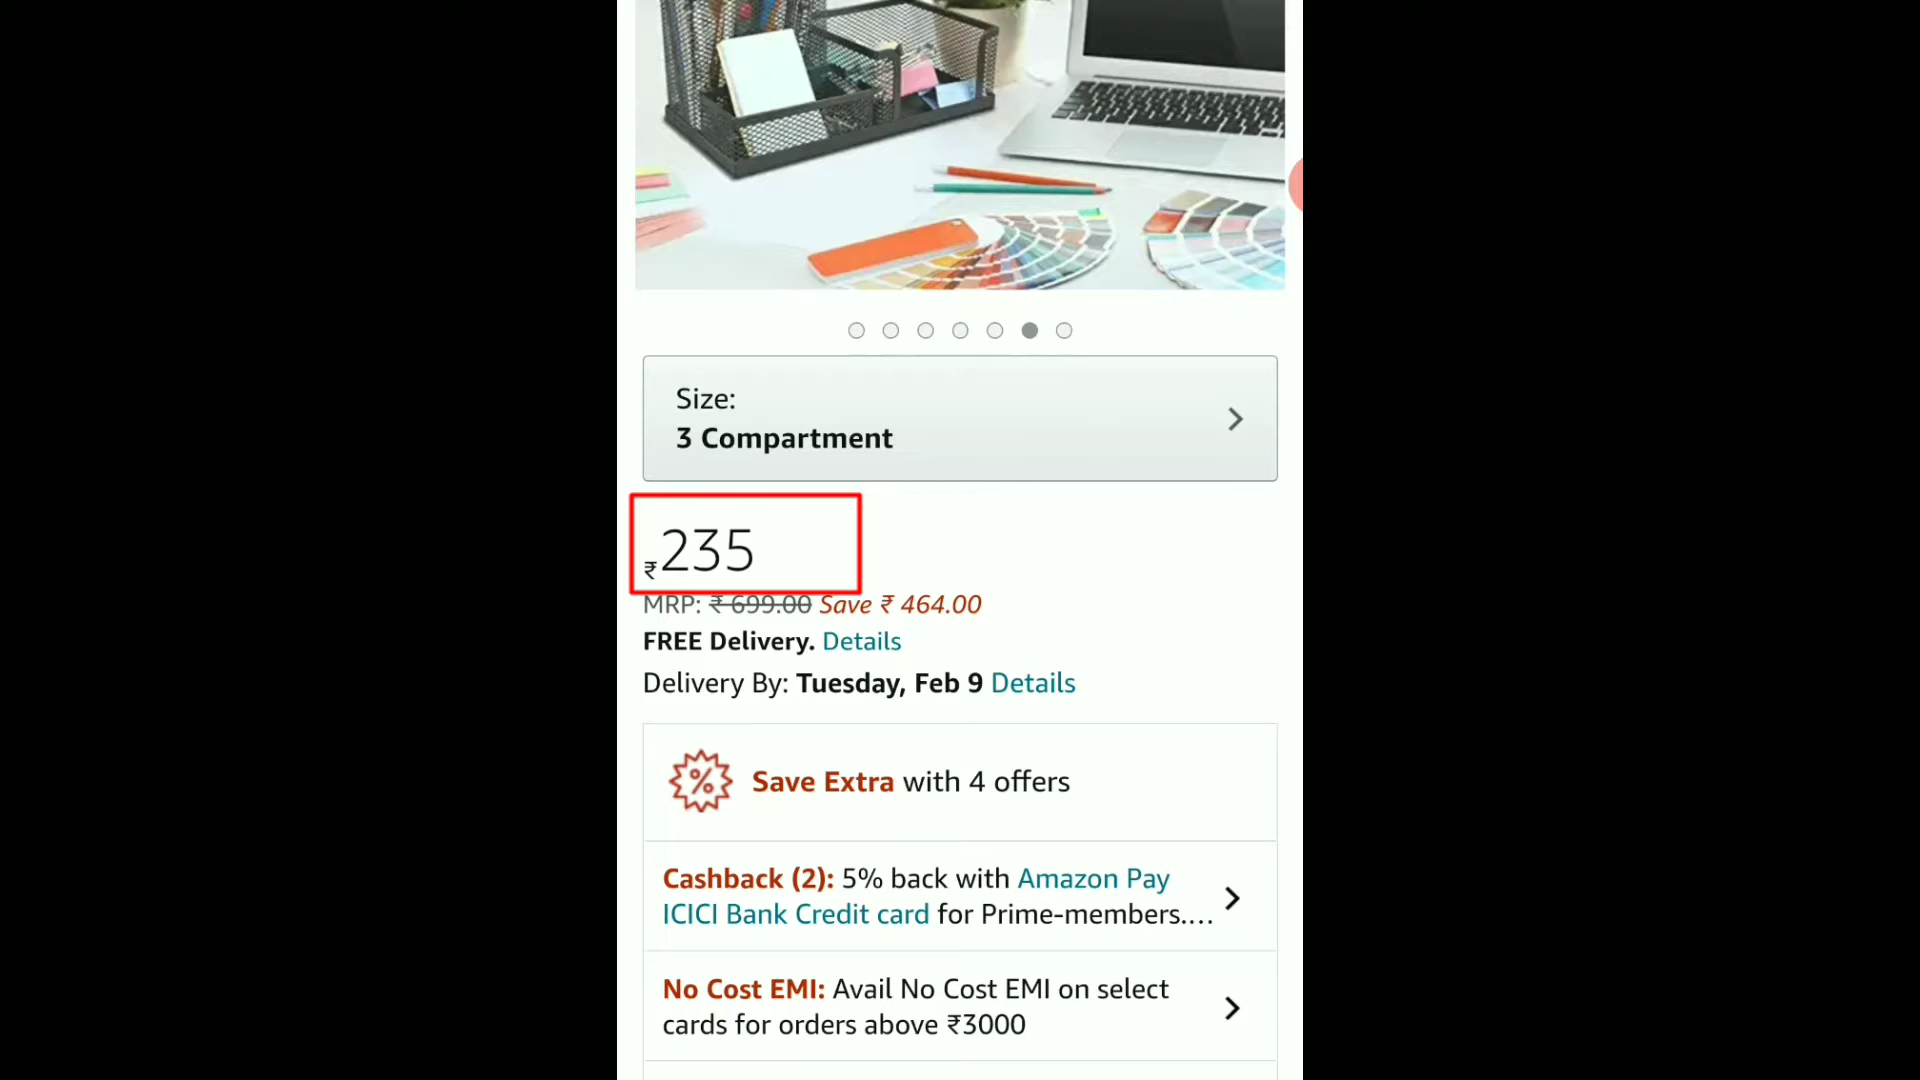 Size:
3 Compartment
₹235
MRP: ₹ 699.00 Save ₹ 464.00
FREE Delivery. Details
Delivery By: Tuesday, Feb 9 Details
% Save Extra with 4 offers
Cashback (2): 5% back with Amazon Pay
ICICI Bank Credit card for Prime-members....
No Cost EMI: Avail No Cost EMI on select
cards for orders above ₹3000